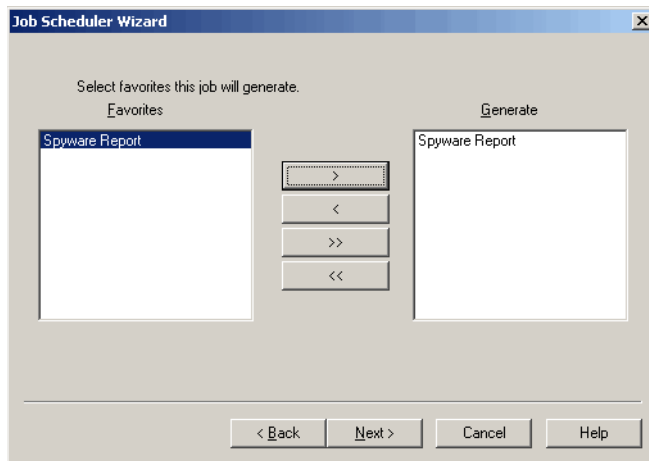 Job Scheduler Wizard
Select favorites this job will generate.
Favorites
Generate
Spyware Report
Spyware Report
>
<
>>
<<
< Back
Next >
Cancel
Help